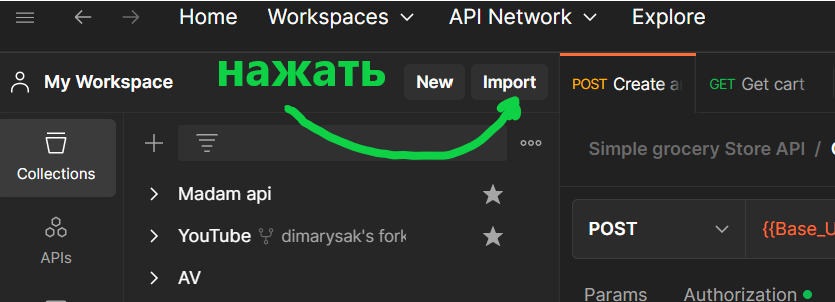 Home Workspaces API Network Explore
My Workspace нажать New Import
POST Create GET Get cart
Collections
Simple grocery Store API /
Madam api
YouTube dimarysak's fork
POST {{Base_U
APIs
AV
Params Authorization